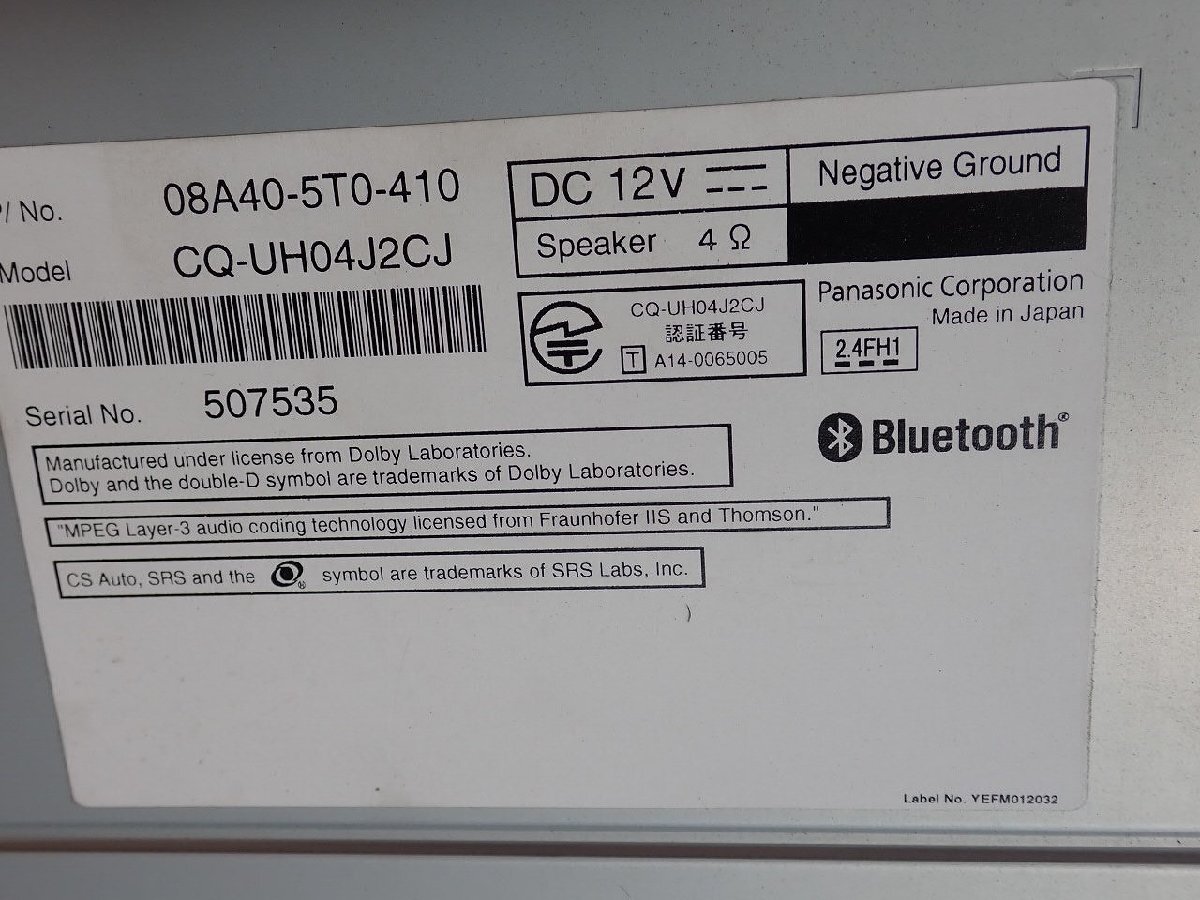 P/ No. 08A40-5T0-410
Model CQ-UH04J2CJ
Serial No. 507535
DC 12V
Negative Ground
Speaker 4 Ω
CQ-UH04J2CJ
認証番号
T A14-0065005
Panasonic Corporation
Made in Japan
2.4FH1
Bluetooth®
Manufactured under license from Dolby Laboratories.
Dolby and the double-D symbol are trademarks of Dolby Laboratories.
"MPEG Layer-3 audio coding technology licensed from Fraunhofer IIS and Thomson."
CS Auto, SRS and the ® symbol are trademarks of SRS Labs, Inc.
Label No. YEFM012032